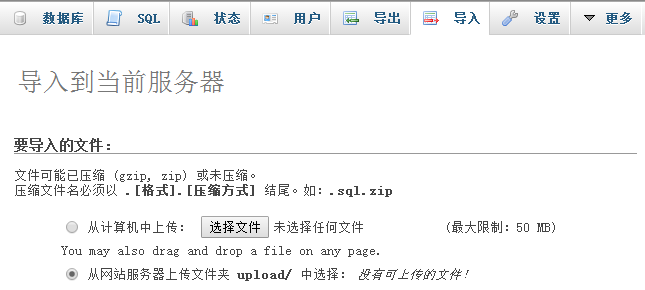 数据库 SQL 状态 用户 导出 导入 设置 更多
导入到当前服务器
要导入的文件：
文件可能已压缩 (gzip, zip) 或未压缩。
压缩文件名必须以 .[格式].[压缩方式] 结尾。如：.sql.zip
从计算机中上传： 选择文件 未选择任何文件 (最大限制：50 MB)
You may also drag and drop a file on any page.
从网站服务器上传文件夹 upload/ 中选择： 没有可上传的文件！